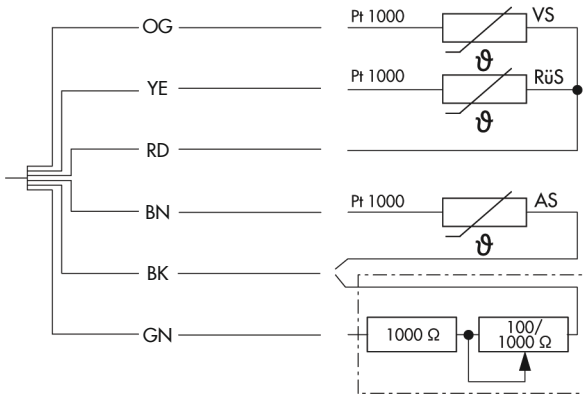 OG Pt 1000 VS
ϑ
YE Pt 1000 RüS
ϑ
RD
BN Pt 1000 AS
ϑ
BK
GN 1000 Ω 100/
1000 Ω